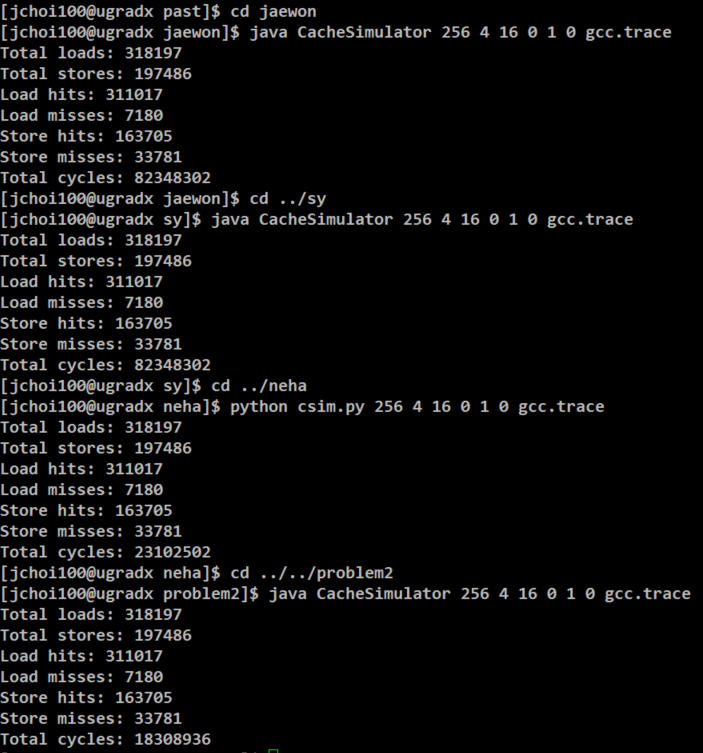 [jchoi100@ugradx past]$ cd jaewon
[jchoi100@ugradx jaewon]$ java CacheSimulator 256 4 16 0 1 0 gcc.trace
Total loads: 318197
Total stores: 197486
Load hits: 311017
Load misses: 7180
Store hits: 163705
Store misses: 33781
Total cycles: 82348302
[jchoi100@ugradx jaewon]$ cd ../sy
[jchoi100@ugradx sy]$ java CacheSimulator 256 4 16 0 1 0 gcc.trace
Total loads: 318197
Total stores: 197486
Load hits: 311017
Load misses: 7180
Store hits: 163705
Store misses: 33781
Total cycles: 82348302
[jchoi100@ugradx sy]$ cd ../neha
[jchoi100@ugradx neha]$ python csim.py 256 4 16 0 1 0 gcc.trace
Total loads: 318197
Total stores: 197486
Load hits: 311017
Load misses: 7180
Store hits: 163705
Store misses: 33781
Total cycles: 23102502
[jchoi100@ugradx neha]$ cd ../../problem2
[jchoi100@ugradx problem2]$ java CacheSimulator 256 4 16 0 1 0 gcc.trace
Total loads: 318197
Total stores: 197486
Load hits: 311017
Load misses: 7180
Store hits: 163705
Store misses: 33781
Total cycles: 18308936